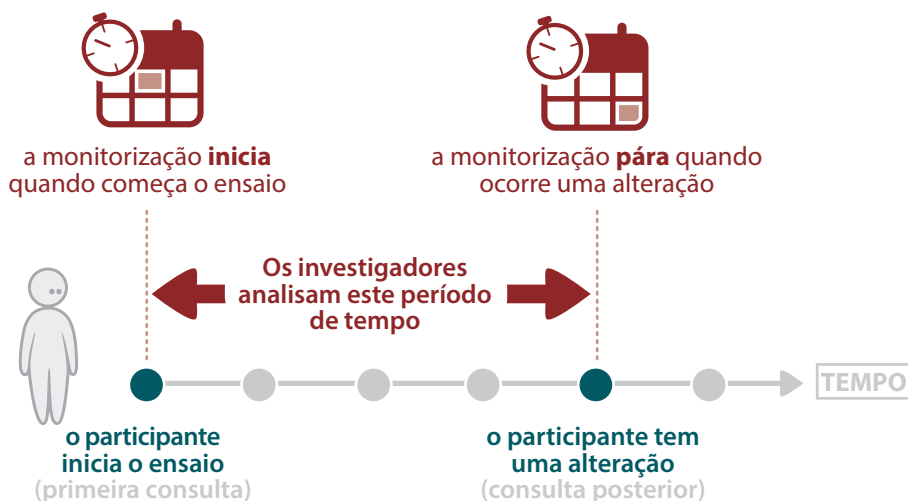 a monitorização inicia
quando começa o ensaio
a monitorização pára quando
ocorre uma alteração
Os investigadores
analisam este período
de tempo
TEMPO
o participante
inicia o ensaio
(primeira consulta)
o participante tem
uma alteração
(consulta posterior)